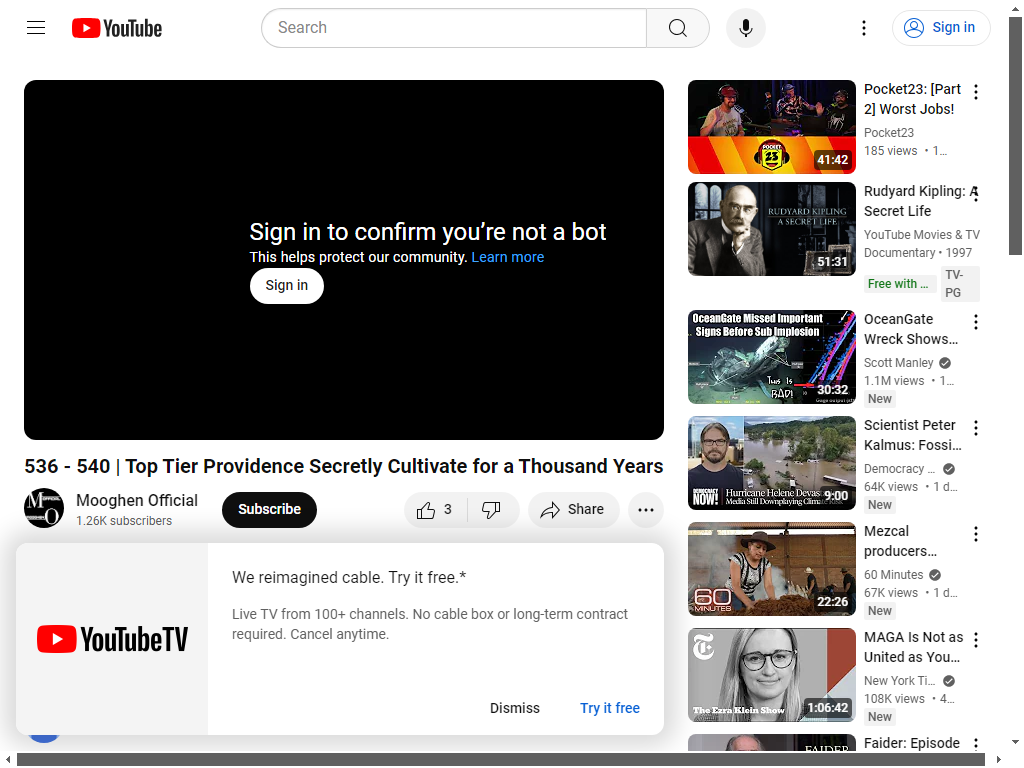 YouTube
Search
Sign in
Sign in to confirm you’re not a bot
This helps protect our community. Learn more
Sign in
536 - 540 | Top Tier Providence Secretly Cultivate for a Thousand Years
Mooghen Official
1.26K subscribers
Subscribe
3
Share
YouTubeTV
We reimagined cable. Try it free.*
Live TV from 100+ channels. No cable box or long-term contract
required. Cancel anytime.
Dismiss
Try it free
POCKET
23
41:42
Pocket23: [Part
2] Worst Jobs!
Pocket23
185 views • 1…
RUDYARD KIPLING
A SECRET LIFE
51:31
Rudyard Kipling: A
Secret Life
YouTube Movies & TV
Documentary • 1997
Free with ...
TV-
PG
OceanGate Missed Important
Signs Before Sub Implosion
This Is
BAD!
30:32
OceanGate
Wreck Shows…
Scott Manley
1.1M views • 1…
New
DEMOCRACY
NOW!
Hurricane Helene Devas
Media Still Downplaying Climate
9:00
Scientist Peter
Kalmus: Fossi…
Democracy …
64K views • 1 d…
New
60
MINUTES
22:26
Mezcal
producers…
60 Minutes
67K views • 1 d…
New
The Ezra Klein Show
1:06:42
MAGA Is Not as
United as You…
New York Ti…
108K views • 4…
New
FAIDER
Faider: Episode